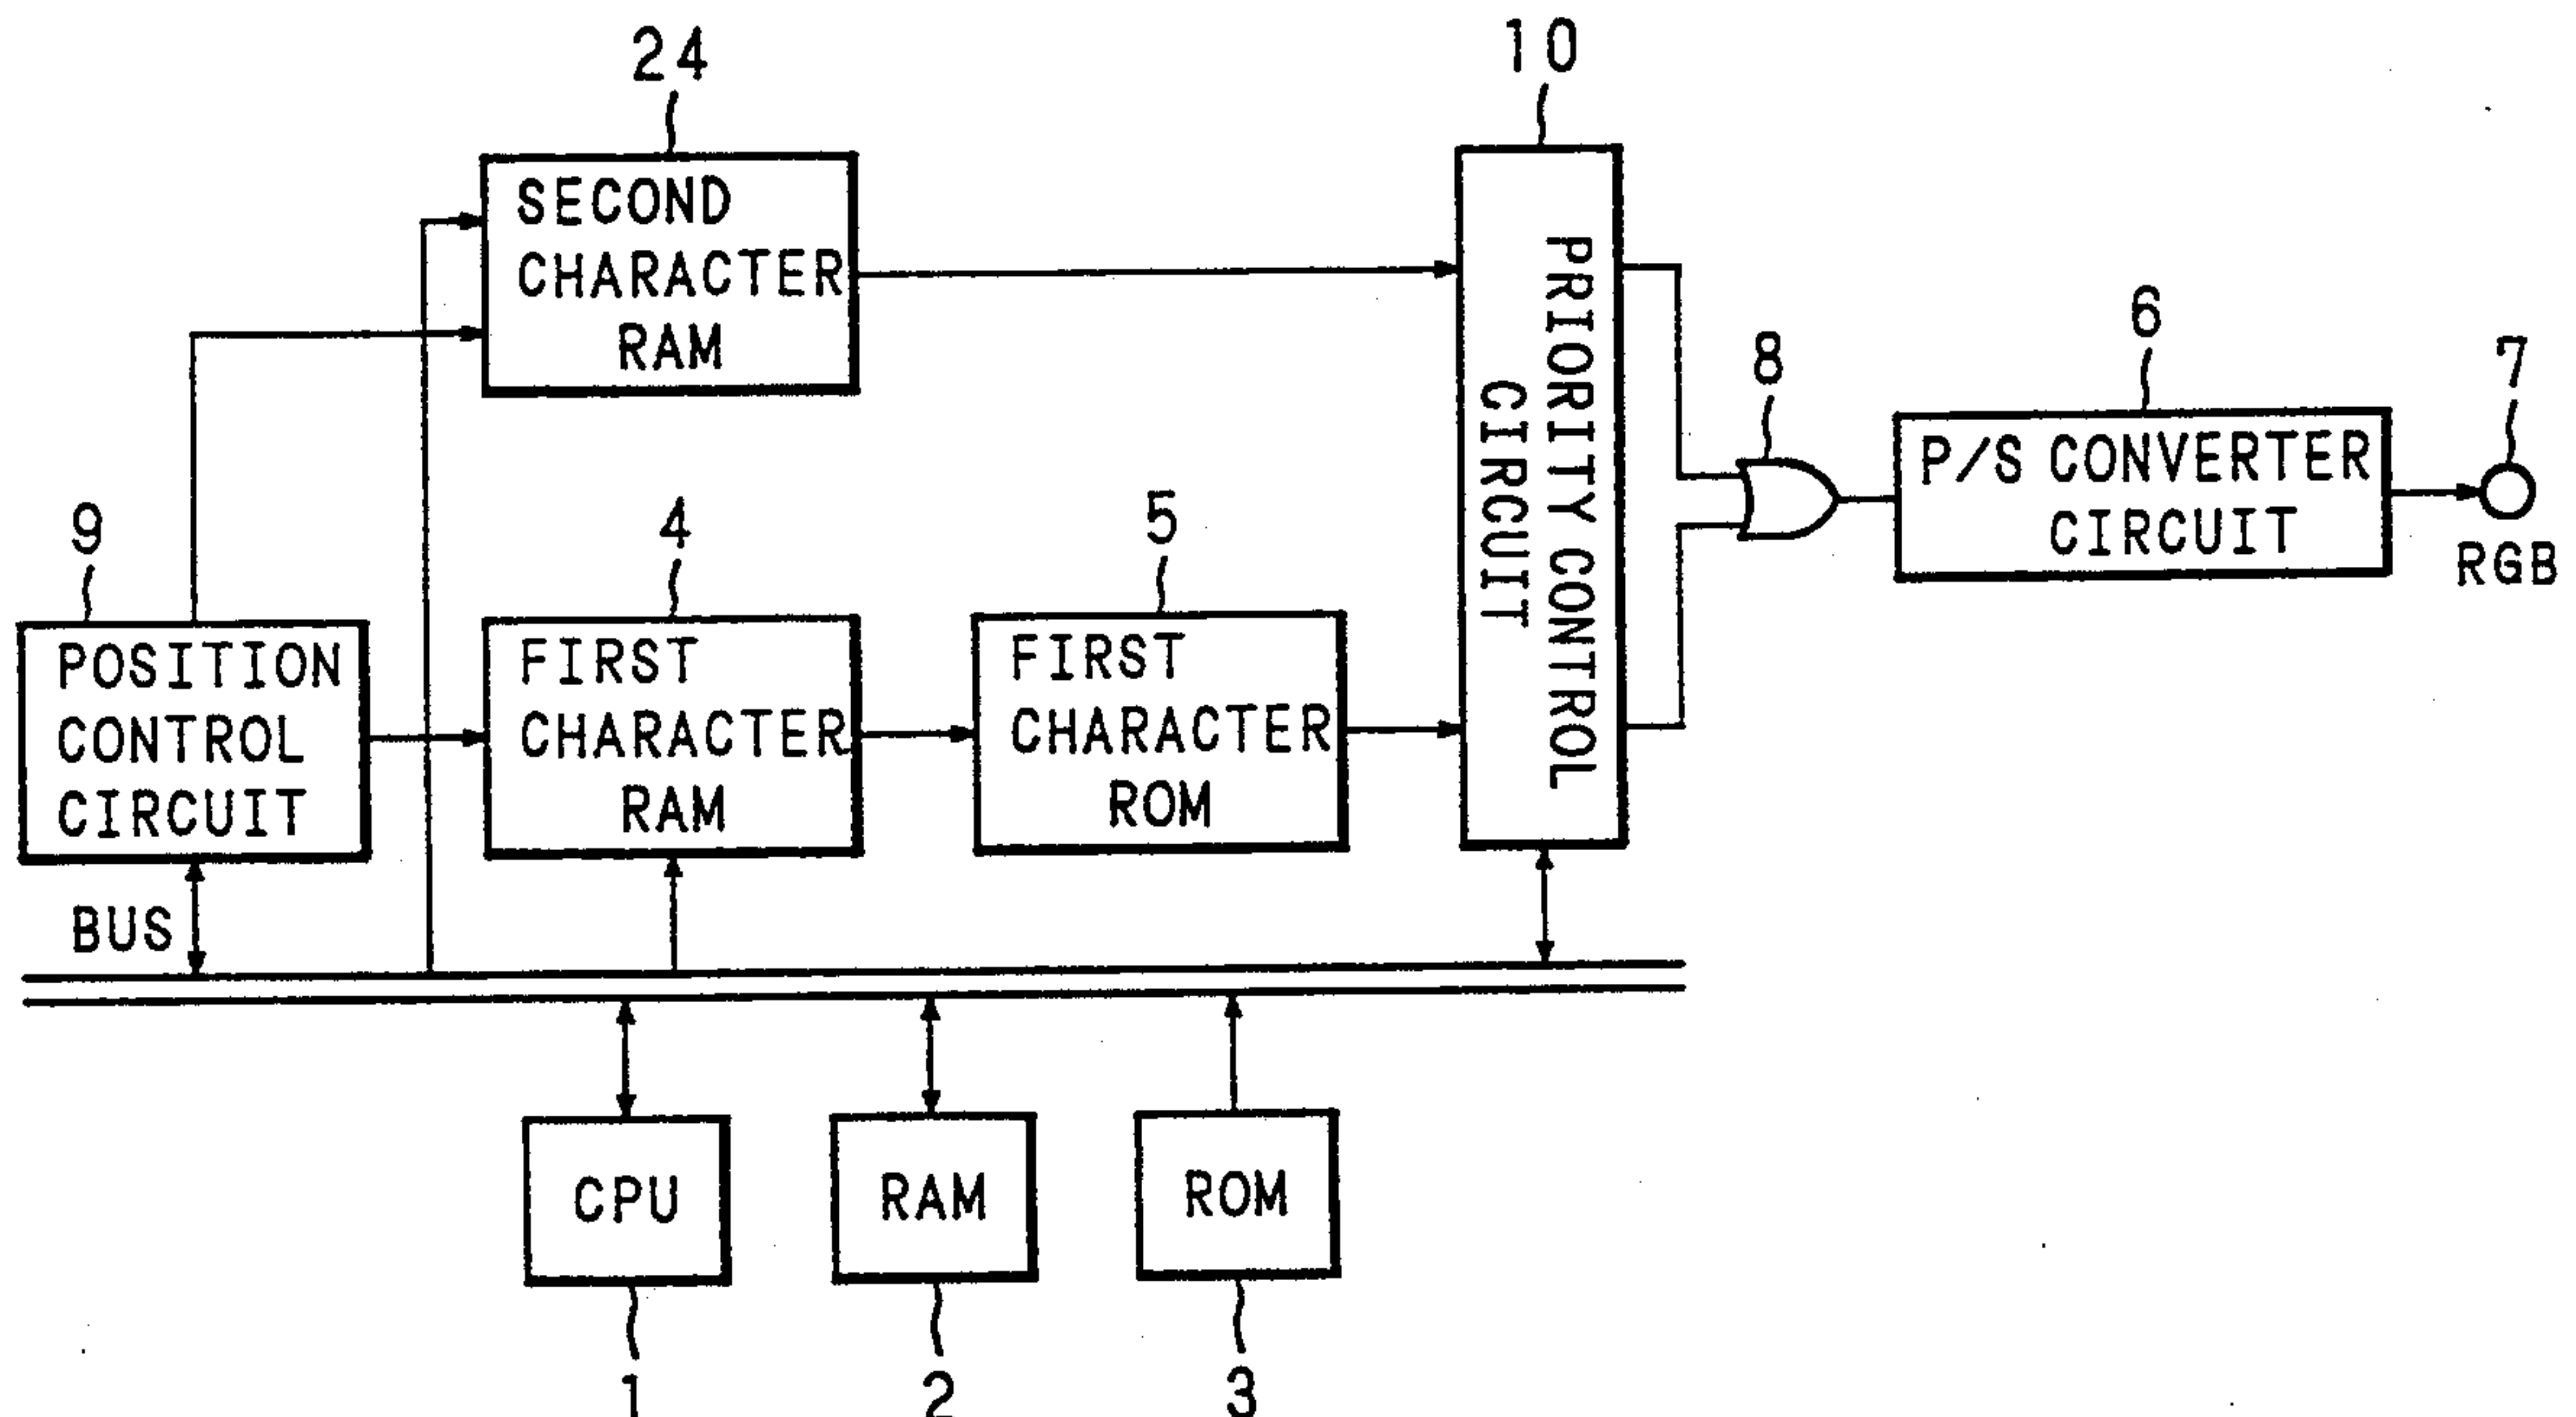 24
10
SECOND
CHARACTER
RAM
PRIORITY CONTROL
CIRCUIT
8
6
7
P/S CONVERTER
CIRCUIT
RGB
9
4
5
POSITION
CONTROL
CIRCUIT
FIRST
CHARACTER
RAM
FIRST
CHARACTER
ROM
BUS
CPU
RAM
ROM
1
2
3